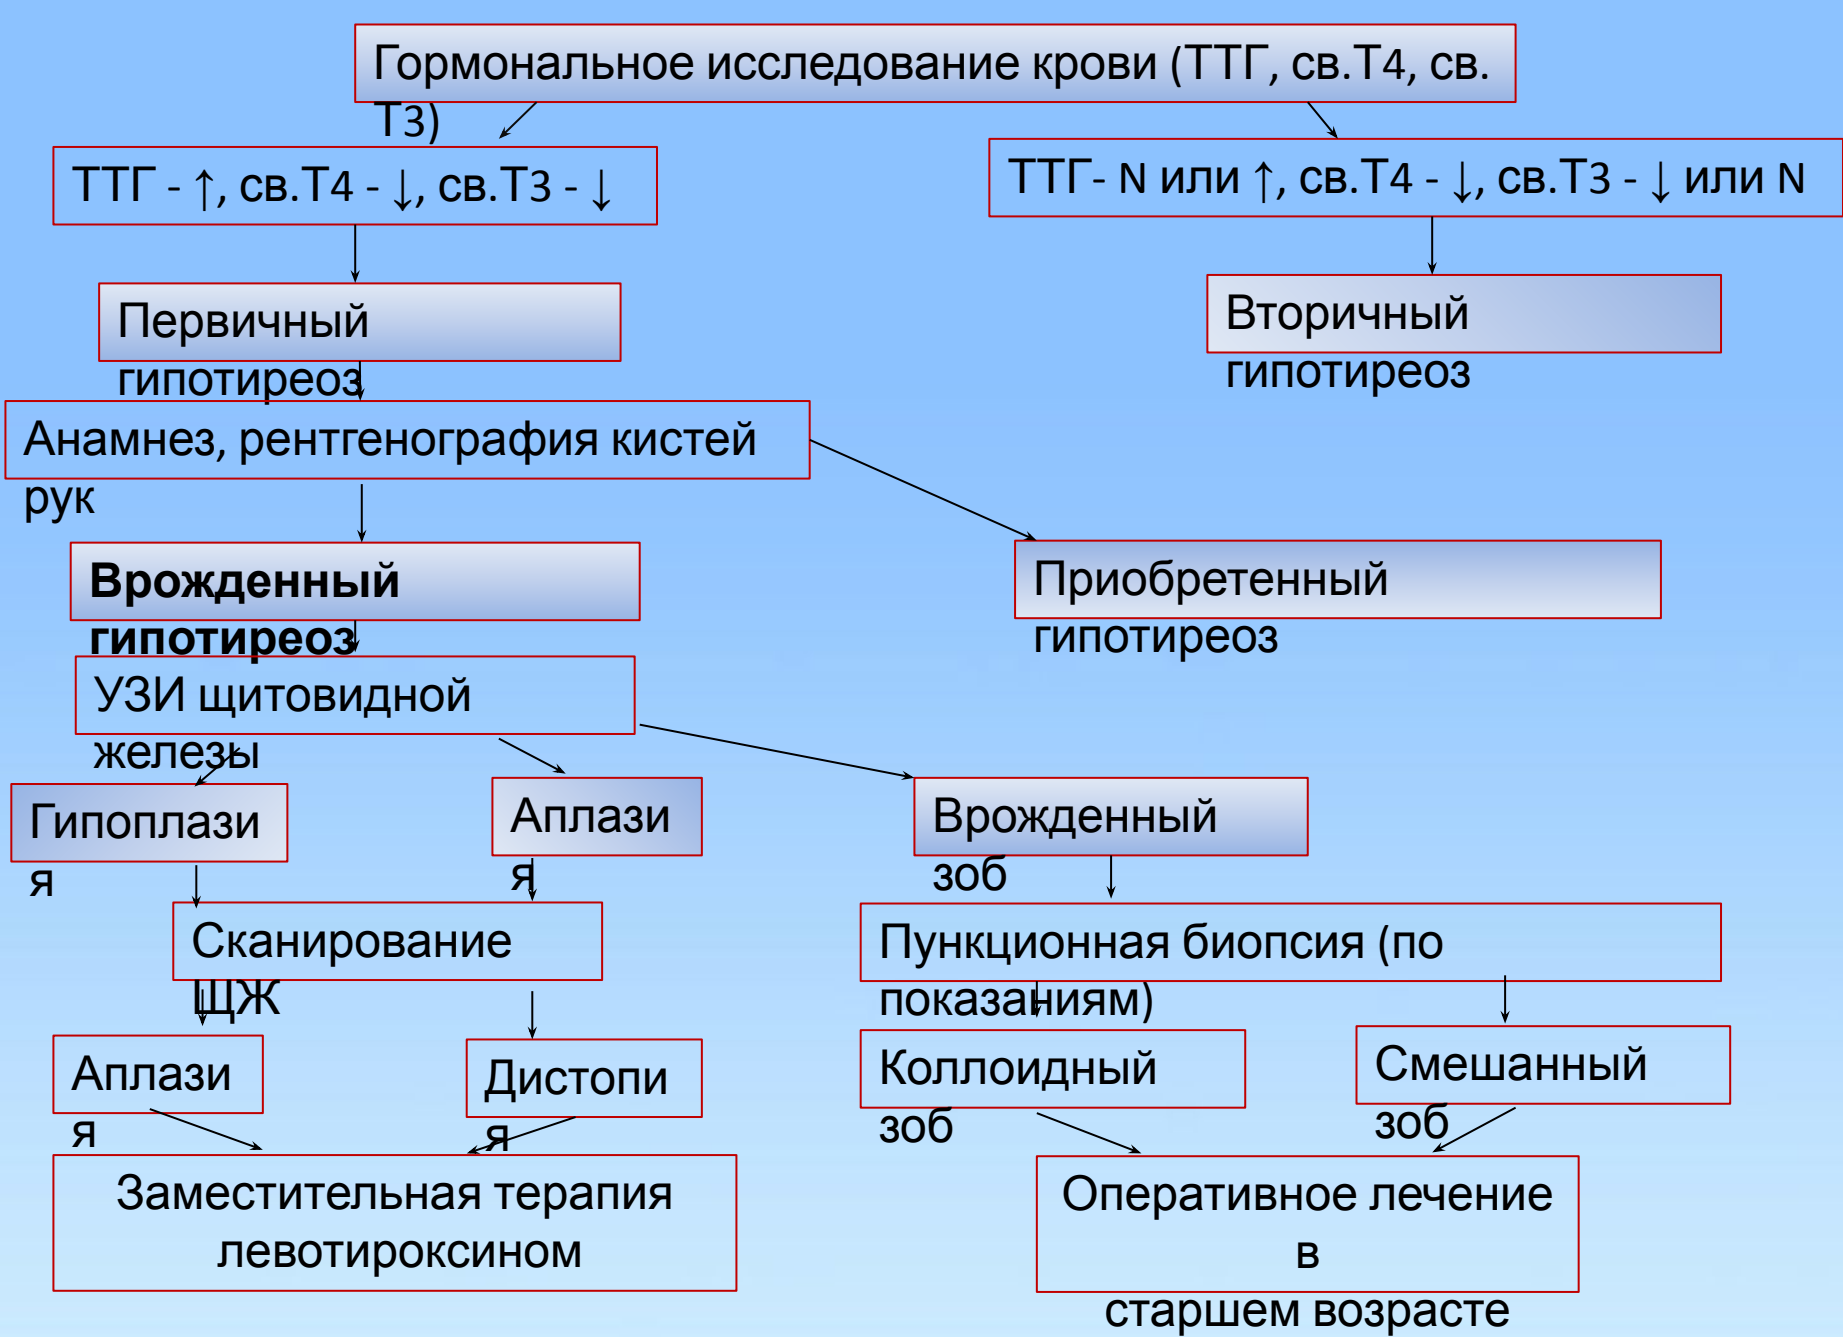 Гормональное исследование крови (ТТГ, св.Т4, св.
Т3)
ТТГ - ↑, св.Т4 - ↓, св.Т3 - ↓
ТТГ- N или ↑, св.Т4 - ↓, св.Т3 - ↓ или N
Первичный
гипотиреоз
Вторичный
гипотиреоз
Анамнез, рентгенография кистей
рук
Врожденный
гипотиреоз
Приобретенный
гипотиреоз
УЗИ щитовидной
железы
Гипоплази
я
Аплази
я
Врожденный
зоб
Сканирование
ЩЖ
Пункционная биопсия (по
показаниям)
Аплази
я
Дистопи
я
Коллоидный
зоб
Смешанный
зоб
Заместительная терапия
левотироксином
Оперативное лечение
в
старшем возрасте